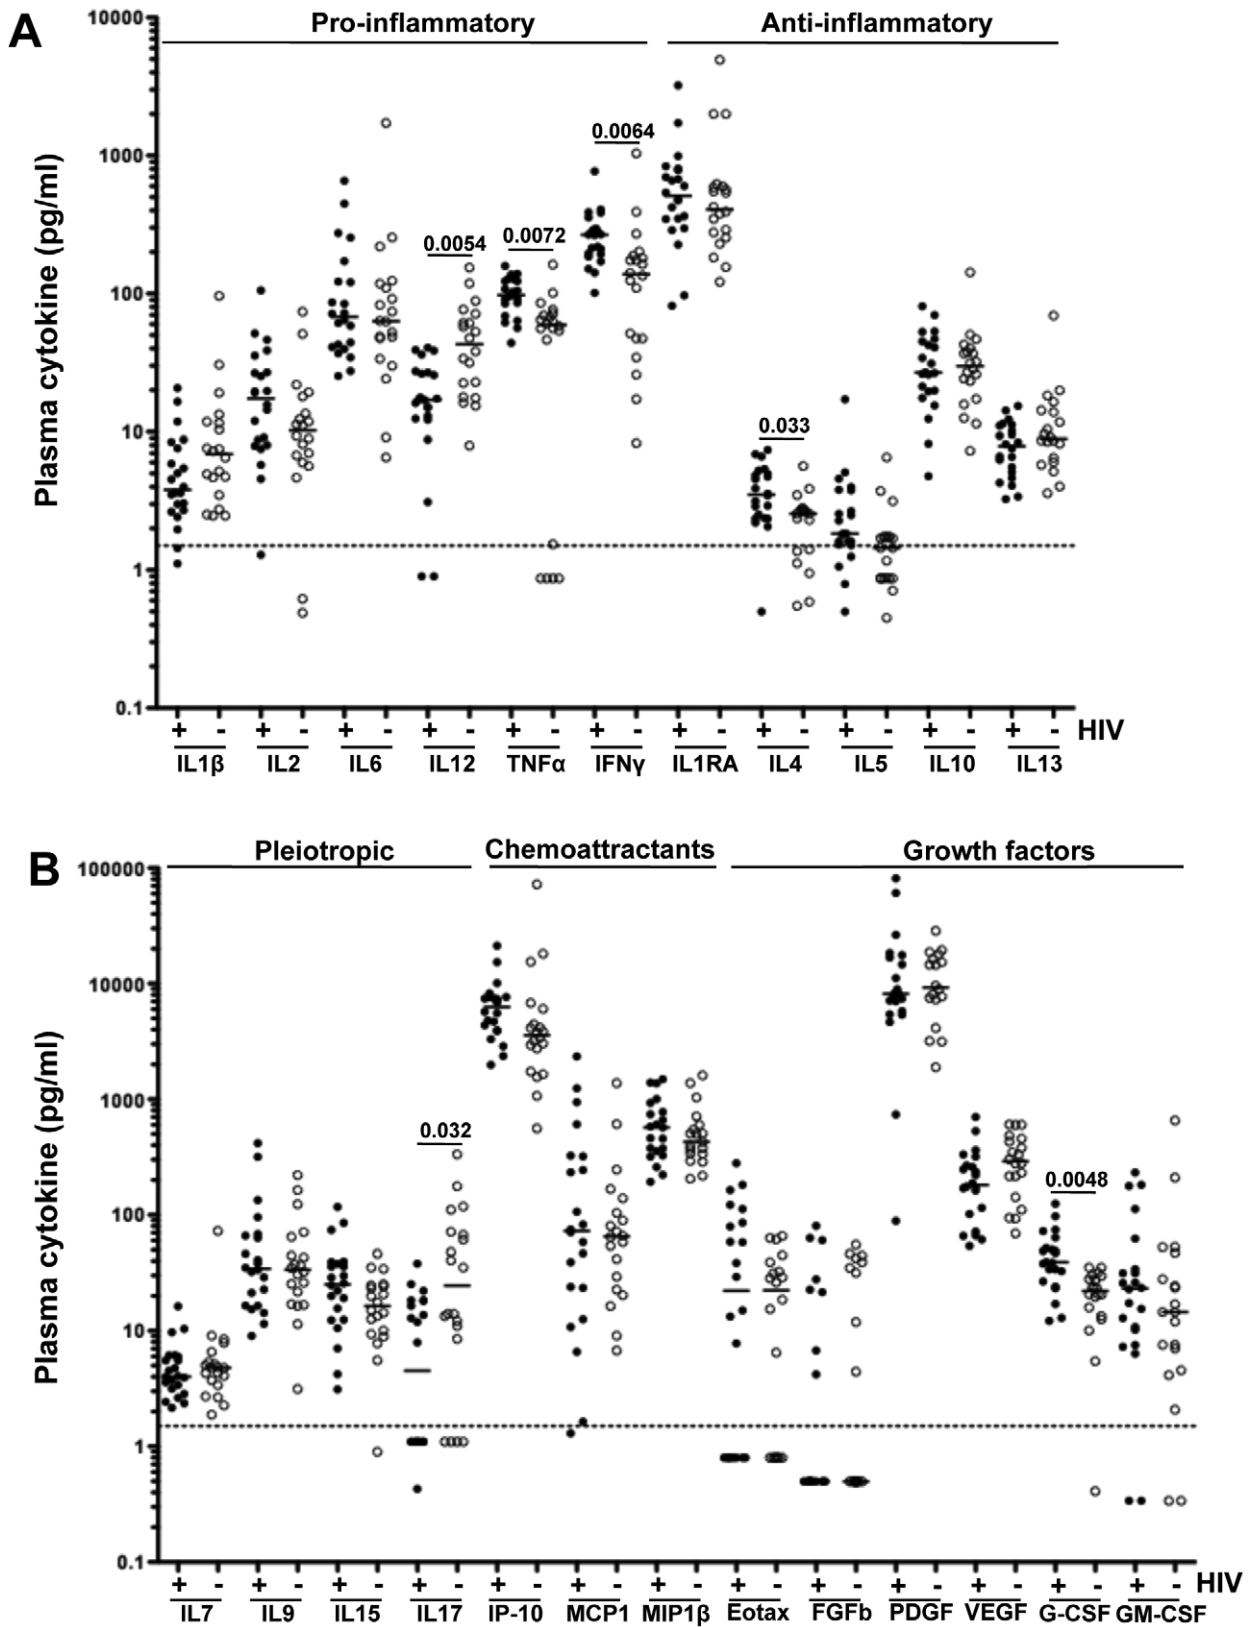 A
Pro-inflammatory Anti-inflammatory
Plasma cytokine (pg/ml)
10000
1000
100
10
1
0.1
0.0054
0.0072
0.0064
0.033
+ - + - + - + - + - + - + - + - + - + - + - HIV
IL1β IL2 IL6 IL12 TNFα IFNγ IL1RA IL4 IL5 IL10 IL13
B
Pleiotropic Chemoattractants Growth factors
Plasma cytokine (pg/ml)
100000
10000
1000
100
10
1
0.1
0.032
0.0048
+ - + - + - + - + - + - + - + - + - + - + - + - + - HIV
IL7 IL9 IL15 IL17 IP-10 MCP1 MIP1β Eotax FGFb PDGF VEGF G-CSF GM-CSF